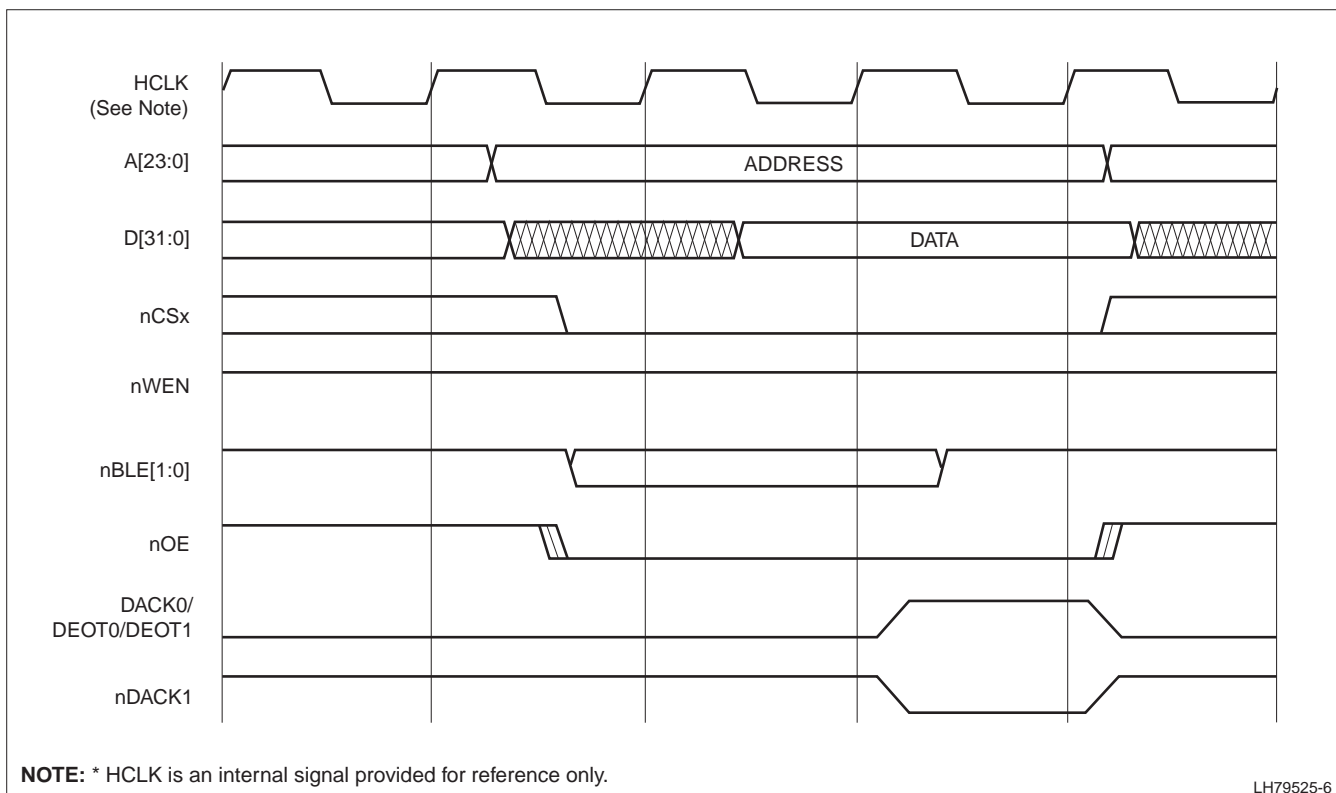 HCLK
(See Note)
A[23:0]
ADDRESS
D[31:0]
DATA
nCSx
nWEN
nBLE[1:0]
nOE
DACK0/
DEOT0/DEOT1
nDACK1
NOTE: * HCLK is an internal signal provided for reference only.
LH79525-6